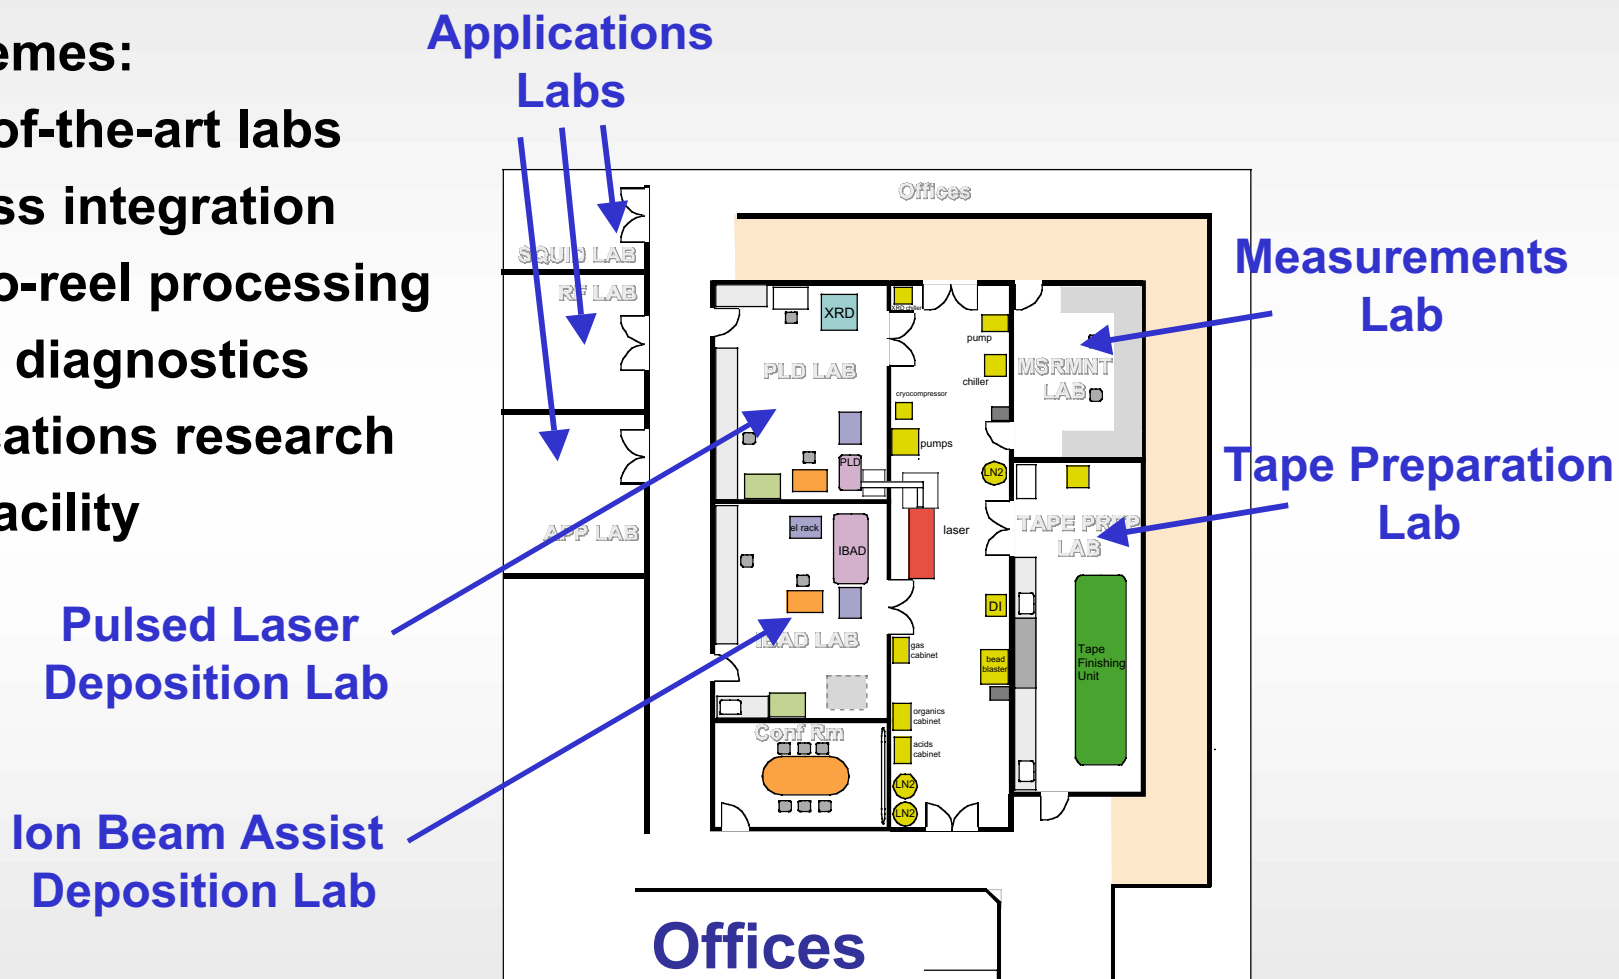 emes:
of-the-art labs
ss integration
o-reel processing
diagnostics
cations research
acility
Applications
Labs
Offices
SQUID LAB
RF LAB
APP LAB
Measurements
Lab
Tape Preparation
Lab
Pulsed Laser
Deposition Lab
Ion Beam Assist
Deposition Lab
XRD
XRD chiller
PLD LAB
pump
chiller
cryocompressor
pumps
PLD
LN2
MSRMNT
LAB
TAPE PREP
LAB
el rack
IBAD
laser
DI
IBAD LAB
gas
cabinet
bead
blaster
Tape
Finishing
Unit
organics
cabinet
acids
cabinet
Conf Rm
LN2
LN2
Offices